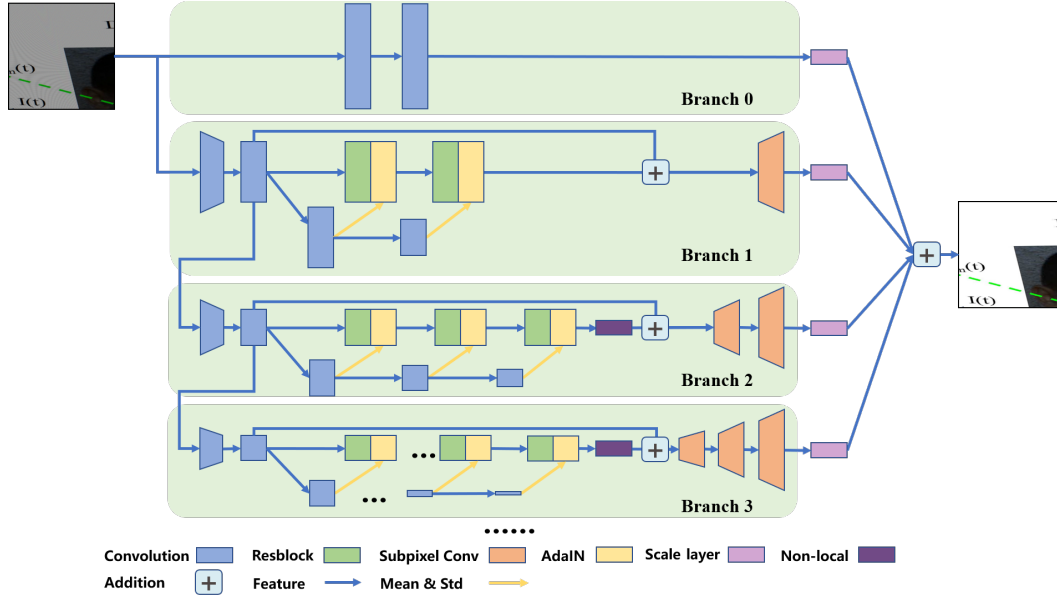 I
n(t)
I(t)
Branch 0
Branch 1
n(t)
I(t)
Branch 2
Branch 3
...
...
......
Convolution Resblock Subpixel Conv AdaIN Scale layer Non-local
Addition + Feature Mean & Std